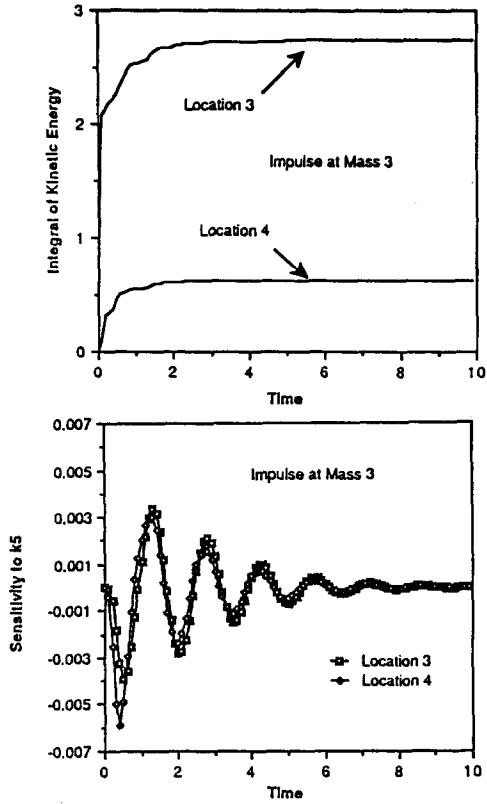 3
Location 3
2
Impulse at Mass 3
Integral of Kinetic Energy
Location 4
1
0
0 2 4 6 8 10
Time
0.007
0.005
Impulse at Mass 3
0.003
0.001
-0.001
Sensitivity to k5
-0.003
Location 3
Location 4
-0.005
-0.007
0 2 4 6 8 10
Time